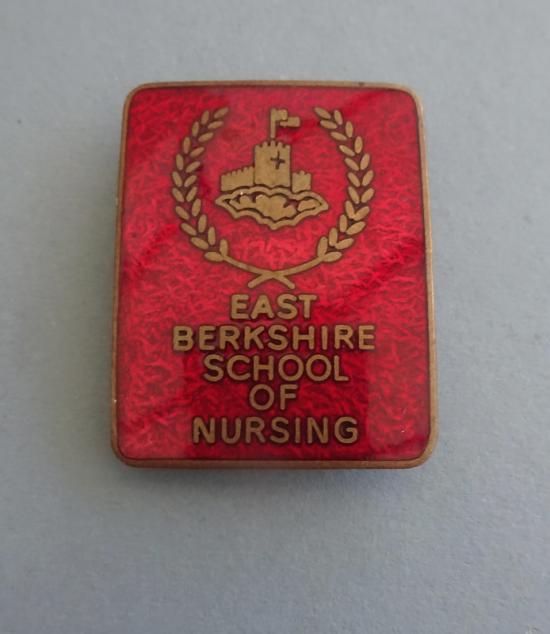 EAST
BERKSHIRE
SCHOOL
OF
NURSING